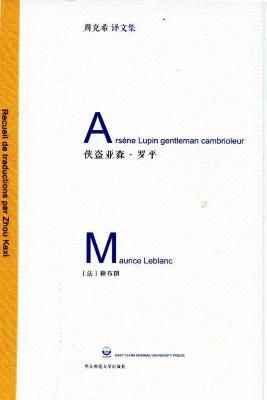 周克希 译文集
Arsène Lupin gentleman cambrioleur
侠盗亚森·罗平
Maurice Leblanc
[法] 勒布朗
Recueil de traductions par Zhou Kexi
EAST CHINA NORMAL UNIVERSITY PRESS
华东师范大学出版社